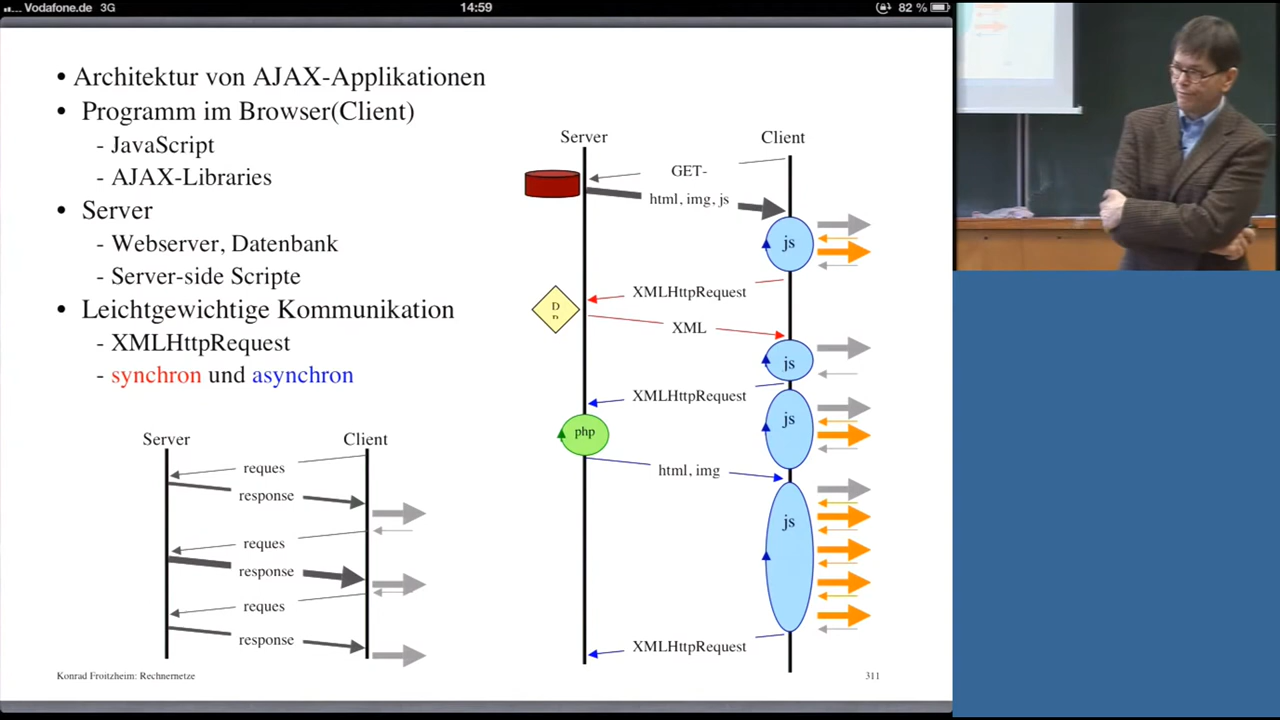 Vodafone.de 3G 14:59 82 %
• Architektur von AJAX-Applikationen
• Programm im Browser(Client)
- JavaScript
- AJAX-Libraries
• Server
- Webserver, Datenbank
- Server-side Scripte
• Leichtgewichtige Kommunikation
- XMLHttpRequest
- synchron und asynchron
Server Client
reques
response
reques
response
reques
response
Server Client
GET-
html, img, js
js
XMLHttpRequest
D
XML
js
XMLHttpRequest
js
php
html, img
js
XMLHttpRequest
Konrad Froitzheim: Rechnernetze
311